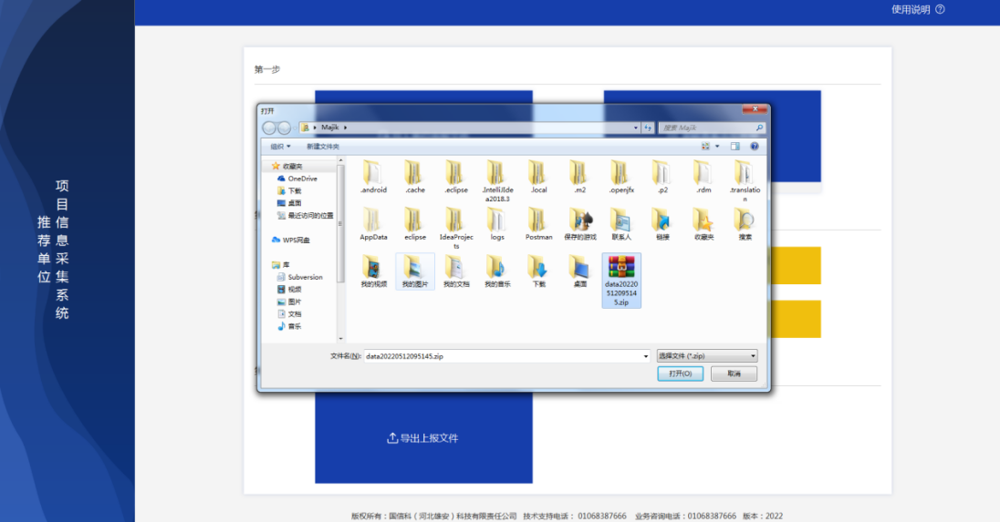 使用说明
项目信息采集系统
推荐单位
第一步
打开
Majik
搜索 Majik
组织
新建文件夹
收藏夹
OneDrive
下载
桌面
最近访问的位置
WPS网盘
库
Subversion
视频
图片
文档
音乐
.android
.cache
.eclipse
.IntelliJIde
a2018.3
.local
.m2
.openjfx
.p2
.rdm
.translatio
n
AppData
eclipse
IdeaProjec
ts
logs
Postman
保存的游戏
联系人
链接
收藏夹
搜索
我的视频
我的图片
我的文档
我的音乐
下载
桌面
data20220
51209514
5.zip
文件名(N):
data20220512095145.zip
选择文件 (*.zip)
打开(O)
取消
导出上报文件
版权所有：国信科（河北雄安）科技有限责任公司 技术支持电话： 01068387666 业务咨询电话：01068387666 版本：2022